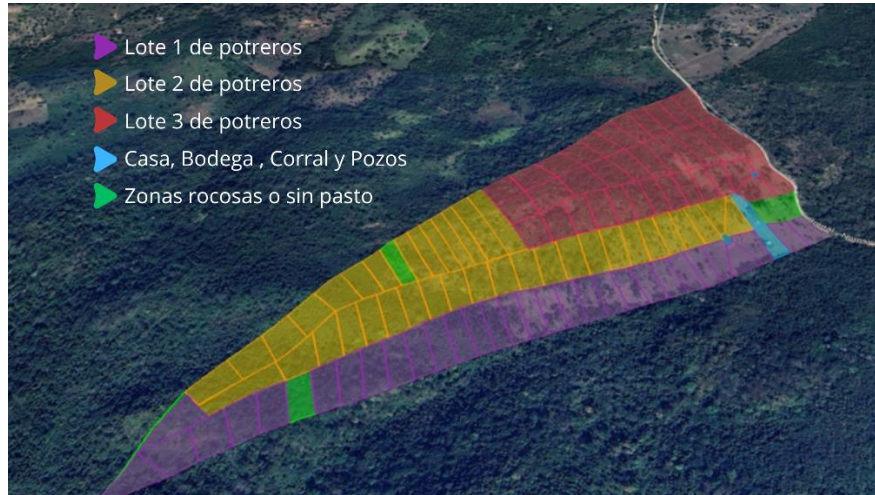 Lote 1 de potreros
Lote 2 de potreros
Lote 3 de potreros
Casa, Bodega , Corral y Pozos
Zonas rocosas o sin pasto